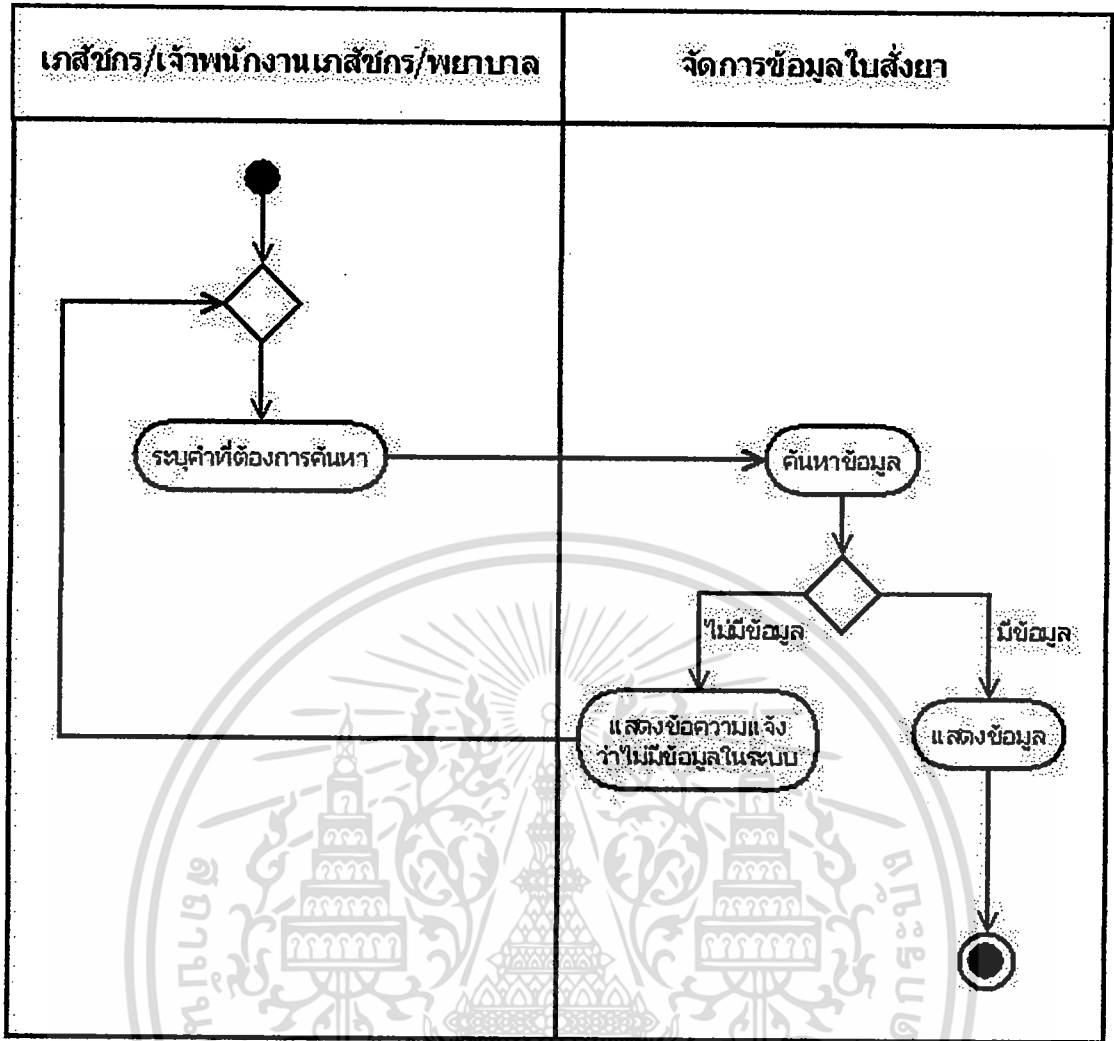 เภสัชกร/เจ้าพนักงานเภสัชกร/พยาบาล
จัดการข้อมูลใบสั่งยา
ระบุคำที่ต้องการค้นหา
ค้นหาข้อมูล
ไม่มีข้อมูล
มีข้อมูล
แสดงข้อความแจ้ง
ว่าไม่มีข้อมูลในระบบ
แสดงข้อมูล